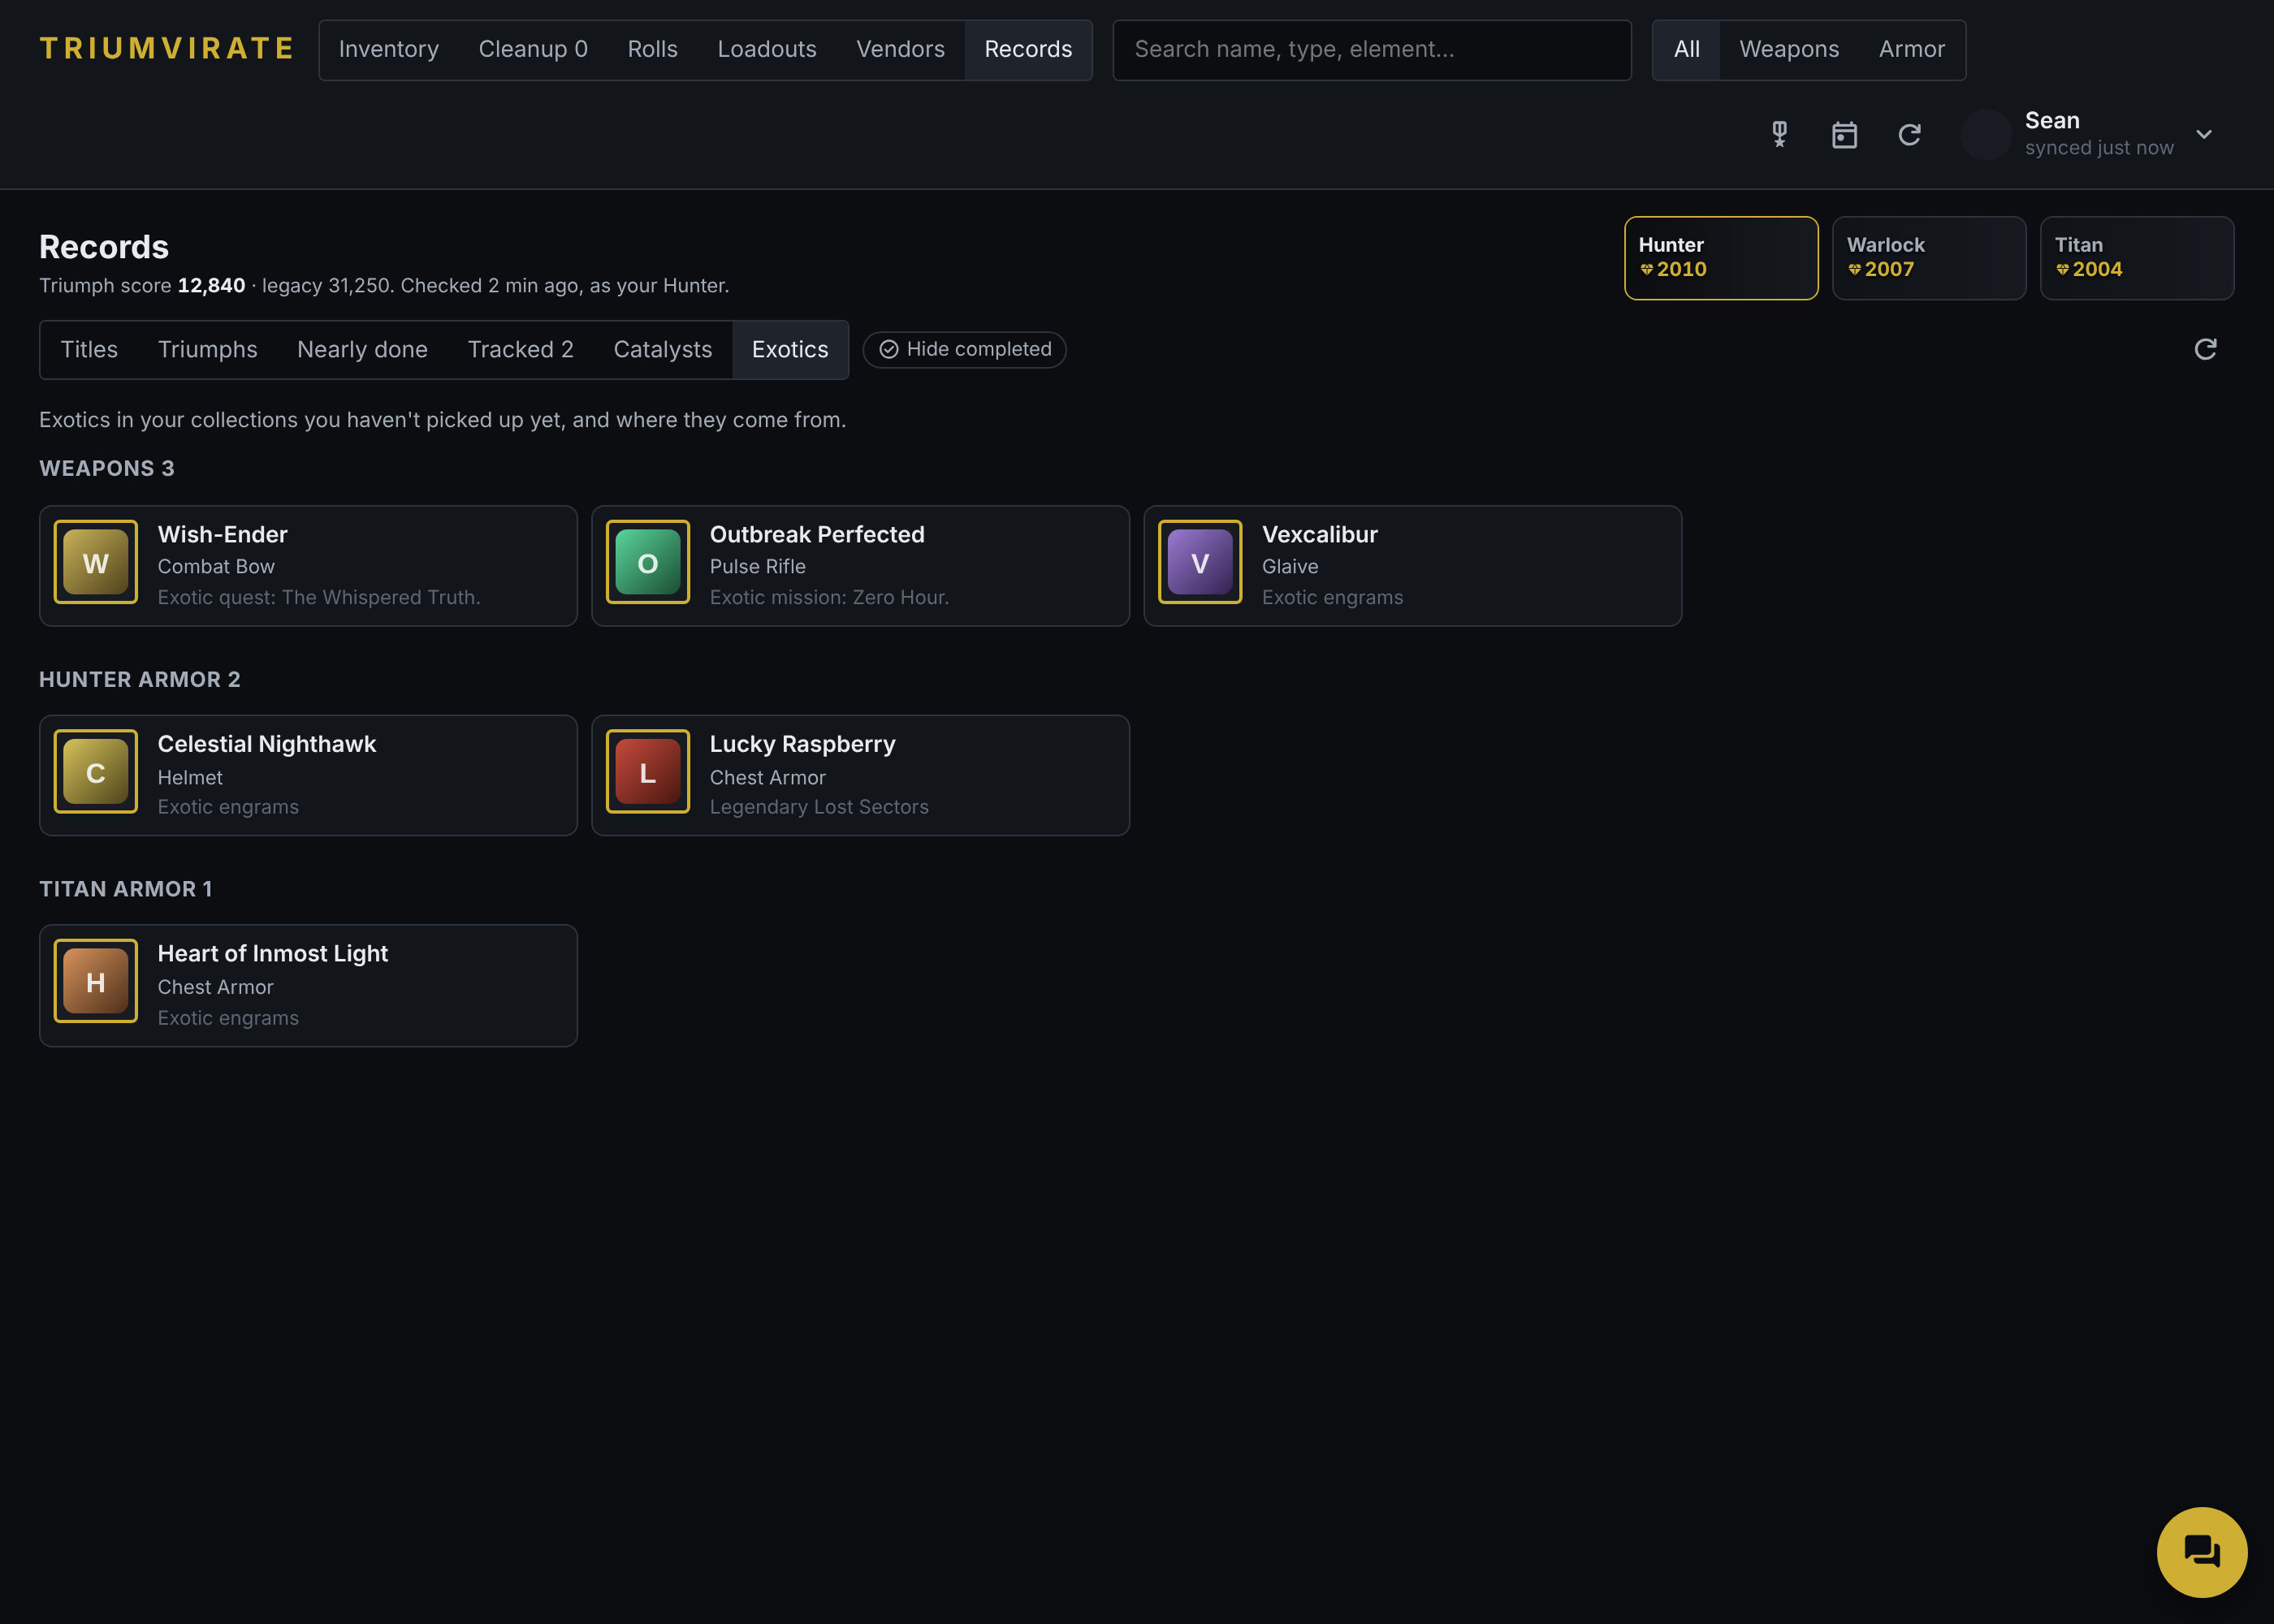 TRIUMVIRATE
Inventory Cleanup 0 Rolls Loadouts Vendors Records
Search name, type, element...
All Weapons Armor
Sean
synced just now
Records
Triumph score 12,840 · legacy 31,250. Checked 2 min ago, as your Hunter.
Hunter
2010
Warlock
2007
Titan
2004
Titles Triumphs Nearly done Tracked 2 Catalysts Exotics
Hide completed
Exotics in your collections you haven't picked up yet, and where they come from.
WEAPONS 3
W
Wish-Ender
Combat Bow
Exotic quest: The Whispered Truth.
O
Outbreak Perfected
Pulse Rifle
Exotic mission: Zero Hour.
V
Vexcalibur
Glaive
Exotic engrams
HUNTER ARMOR 2
C
Celestial Nighthawk
Helmet
Exotic engrams
L
Lucky Raspberry
Chest Armor
Legendary Lost Sectors
TITAN ARMOR 1
H
Heart of Inmost Light
Chest Armor
Exotic engrams